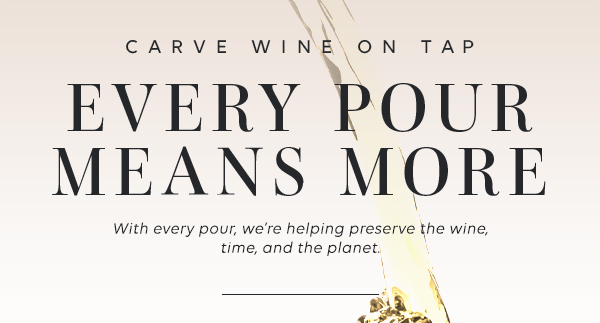 CARVE WINE ON TAP
EVERY POUR
MEANS MORE
With every pour, we're helping preserve the wine,
time, and the planet.